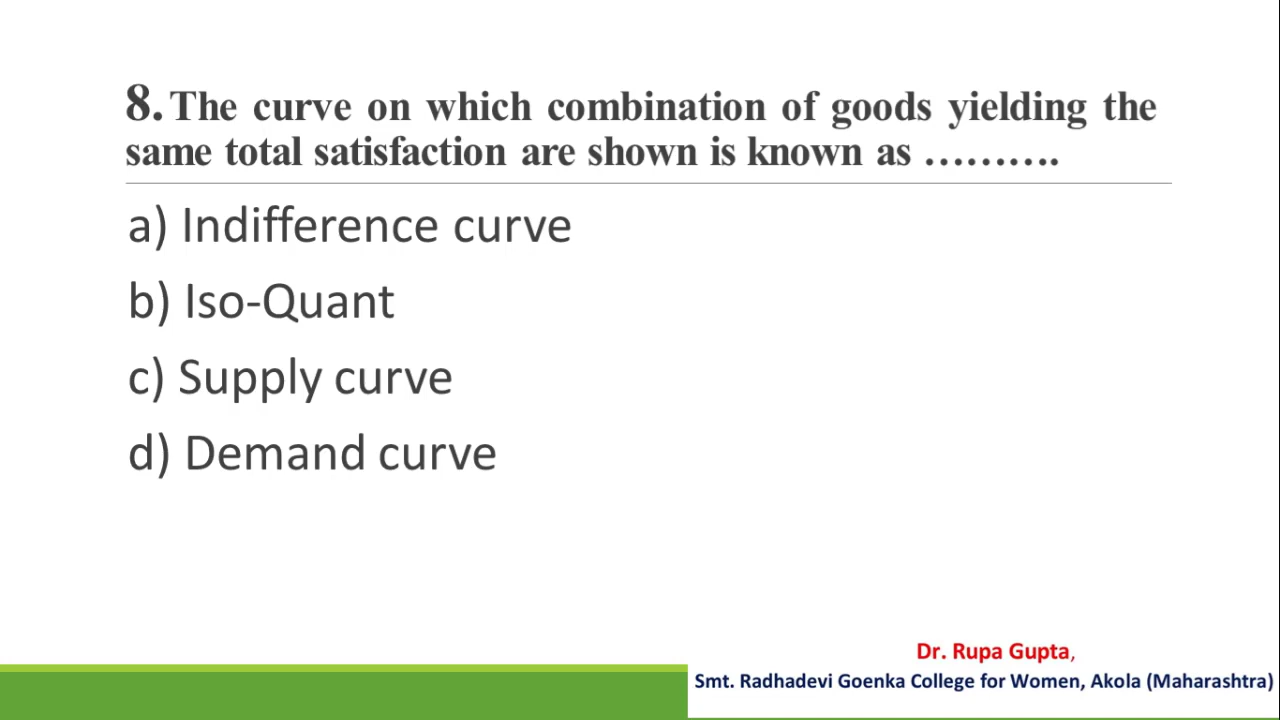 8. The curve on which combination of goods yielding the
same total satisfaction are shown is known as ……….
a) Indifference curve
b) Iso-Quant
c) Supply curve
d) Demand curve
Dr. Rupa Gupta,
Smt. Radhadevi Goenka College for Women, Akola (Maharashtra)